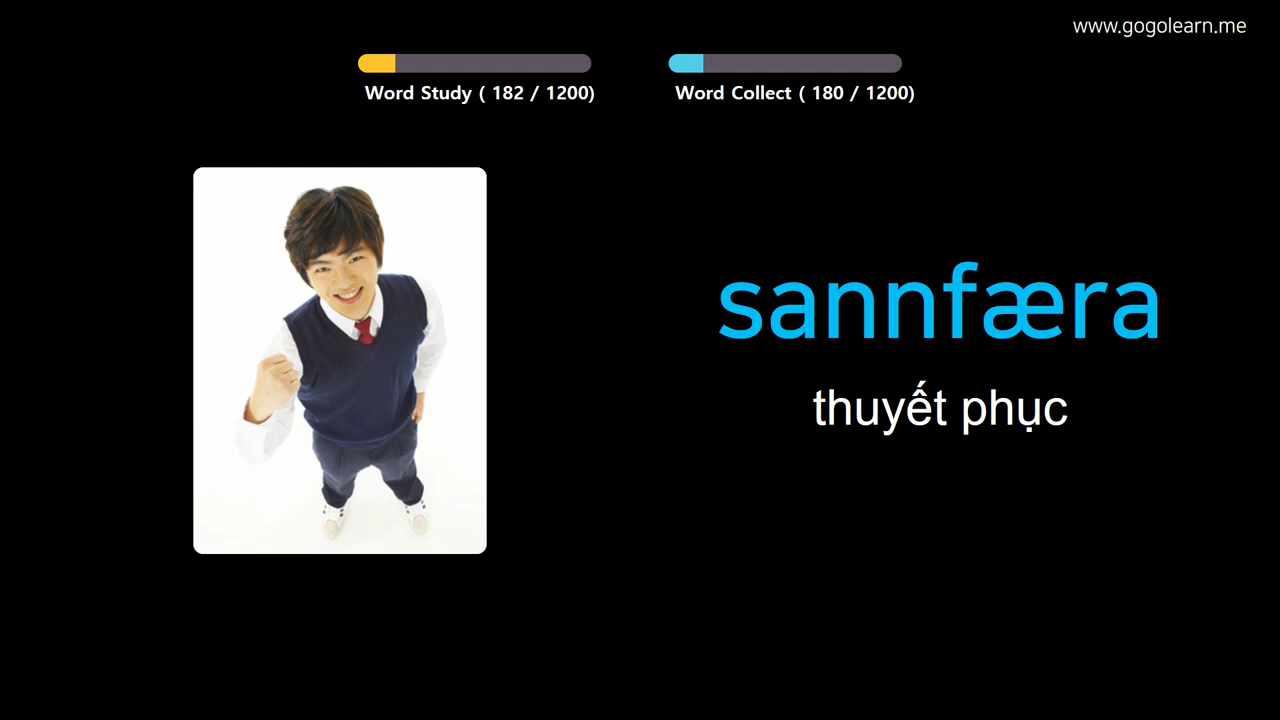 www.gogolearn.me
Word Study ( 182 / 1200)
Word Collect ( 180 / 1200)
sannfæra
thuyết phục